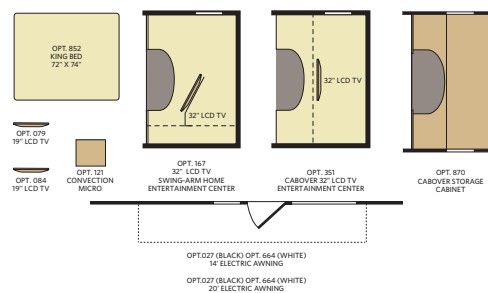 OPT. 852
KING BED
72" X 74"
32" LCD TV
32" LCD TV
OPT. 079
19" LCD TV
OPT. 084
19" LCD TV
OPT. 121
CONVECTION
MICRO
OPT. 167
32" LCD TV
SWING-ARM HOME
ENTERTAINMENT CENTER
OPT. 351
CABOVER 32" LCD TV
ENTERTAINMENT CENTER
OPT. 870
CABOVER STORAGE
CABINET
OPT.027 (BLACK) OPT. 664 (WHITE)
14' ELECTRIC AWNING
OPT.027 (BLACK) OPT. 664 (WHITE)
20' ELECTRIC AWNING